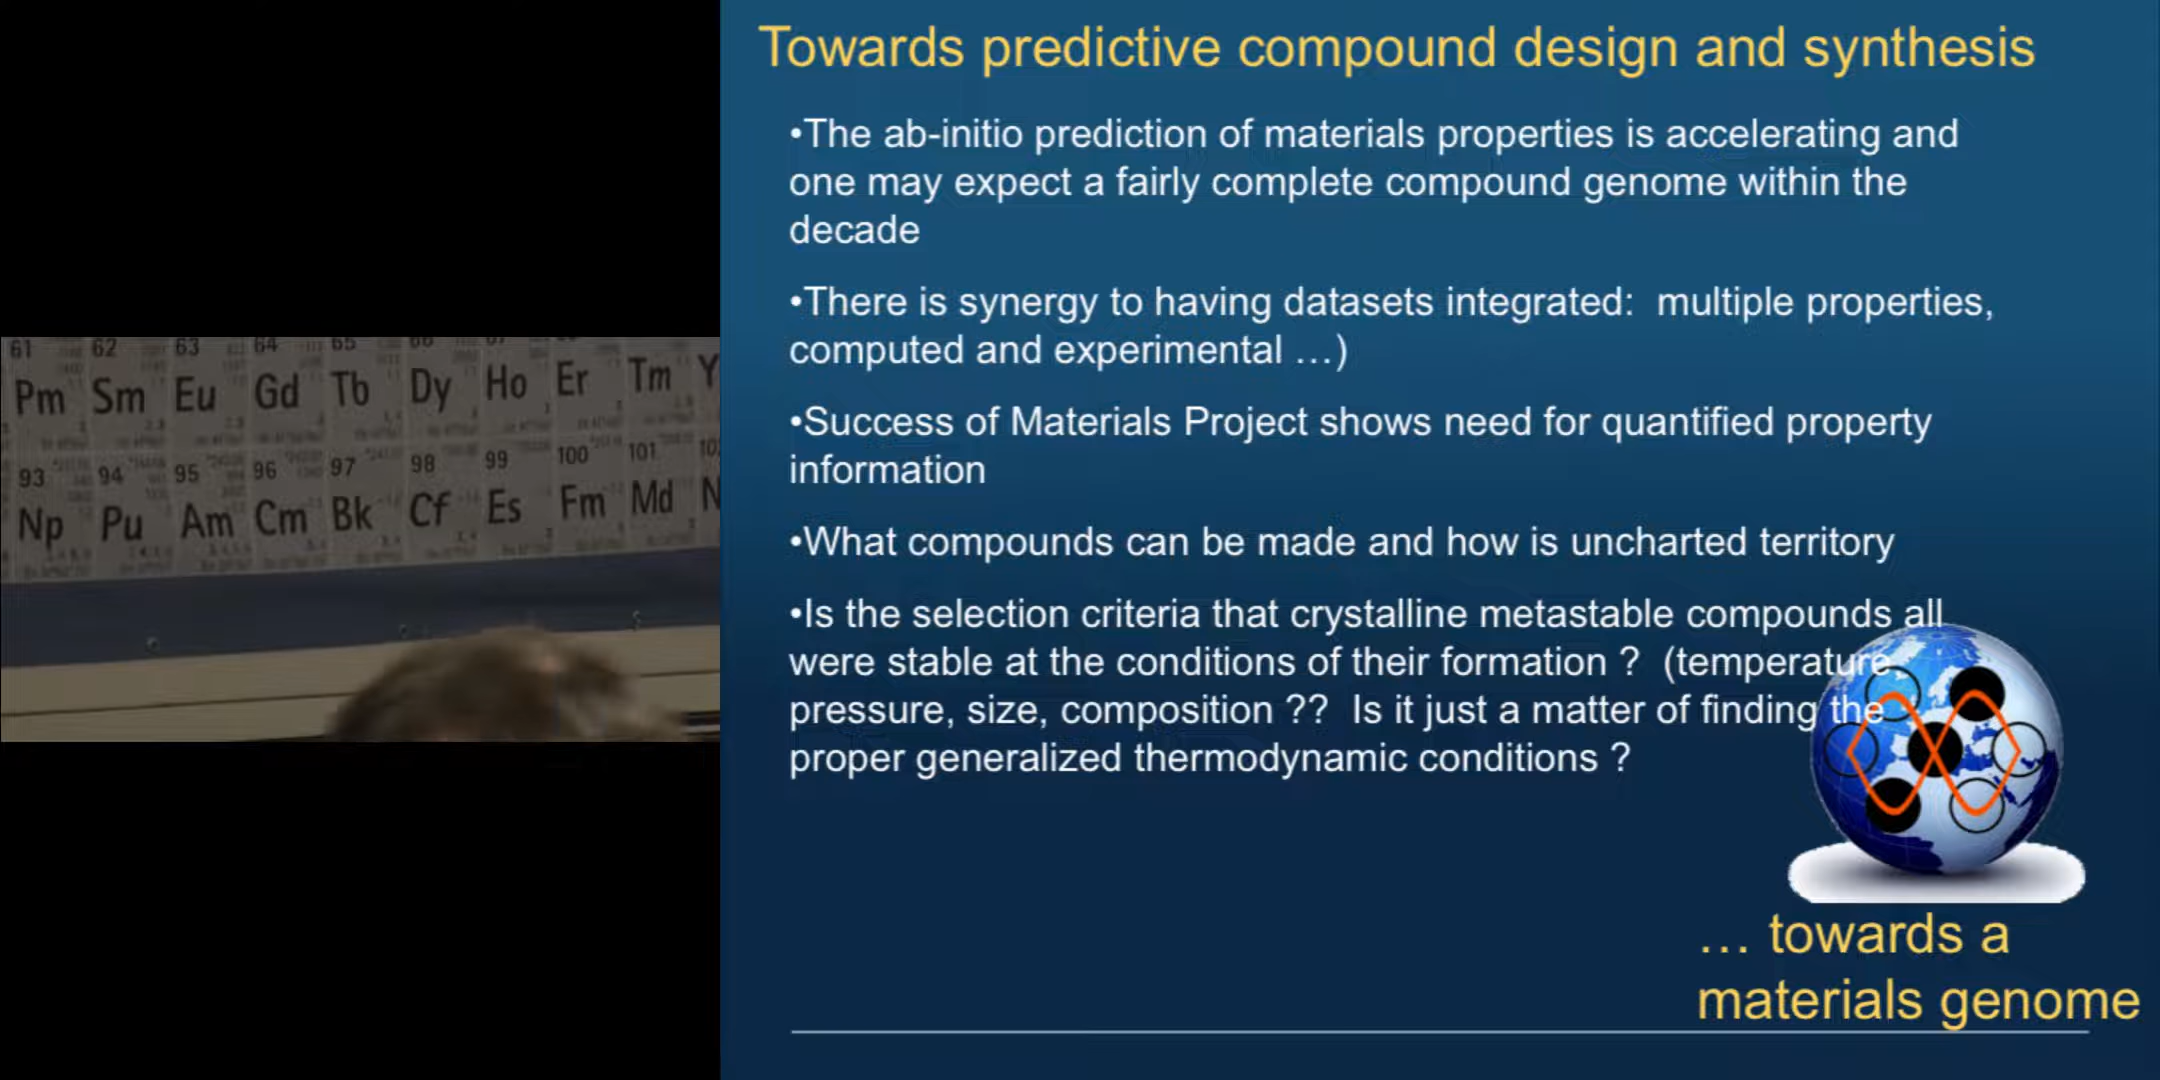 Towards predictive compound design and synthesis
•The ab-initio prediction of materials properties is accelerating and
one may expect a fairly complete compound genome within the
decade
•There is synergy to having datasets integrated:  multiple properties,
computed and experimental …)
•Success of Materials Project shows need for quantified property
information
•What compounds can be made and how is uncharted territory
•Is the selection criteria that crystalline metastable compounds all
were stable at the conditions of their formation ?  (temperature
pressure, size, composition ??  Is it just a matter of finding the
proper generalized thermodynamic conditions ?
… towards a
materials genome
61 62 63 64 65 66 67
Pm Sm Eu Gd Tb Dy Ho Er Tm
93 94 95 96 97 98 99 100 101
Np Pu Am Cm Bk Cf Es Fm Md